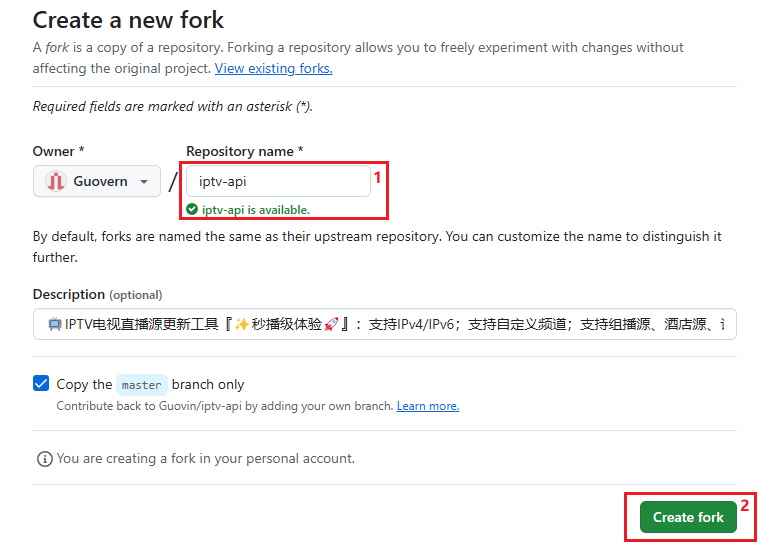 Create a new fork
A fork is a copy of a repository. Forking a repository allows you to freely experiment with changes without
affecting the original project. View existing forks.
Required fields are marked with an asterisk (*).
Owner *
Repository name *
Guovern
/
iptv-api
1
iptv-api is available.
By default, forks are named the same as their upstream repository. You can customize the name to distinguish it
further.
Description (optional)
📺IPTV电视直播源更新工具『✨秒播级体验🚀』：支持IPv4/IPv6；支持自定义频道；支持组播源、酒店源、
Copy the master branch only
Contribute back to Guovin/iptv-api by adding your own branch. Learn more.
You are creating a fork in your personal account.
Create fork
2